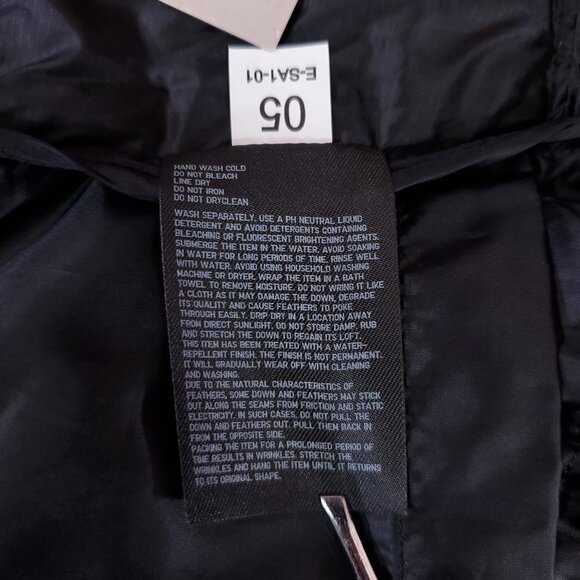 E-SA1-01
05
HAND WASH COLD
DO NOT BLEACH
LINE DRY
DO NOT IRON
DO NOT DRYCLEAN
WASH SEPARATELY. USE A PH NEUTRAL LIQUID
DETERGENT AND AVOID DETERGENTS CONTAINING
BLEACHING OR FLUORESCENT BRIGHTENING AGENTS.
SUBMERGE THE ITEM IN THE WATER. AVOID SOAKING
IN WATER FOR LONG PERIODS OF TIME. RINSE WELL
WITH WATER. AVOID USING HOUSEHOLD WASHING
MACHINE OR DRYER. WRAP THE ITEM IN A BATH
TOWEL TO REMOVE MOISTURE. DO NOT WRING IT LIKE
A CLOTH AS IT MAY DAMAGE THE DOWN, DEGRADE
ITS QUALITY AND CAUSE FEATHERS TO POKE
THROUGH EASILY. DRIP DRY IN A LOCATION AWAY
FROM DIRECT SUNLIGHT. DO NOT STORE DAMP. RUB
AND STRETCH THE DOWN TO REGAIN ITS LOFT.
THIS ITEM HAS BEEN TREATED WITH A WATER-
REPELLENT FINISH. THE FINISH IS NOT PERMANENT.
IT WILL GRADUALLY WEAR OFF WITH CLEANING
AND WASHING.
DUE TO THE NATURAL CHARACTERISTICS OF
FEATHERS, SOME DOWN AND FEATHERS MAY STICK
OUT ALONG THE SEAMS FROM FRICTION AND STATIC
ELECTRICITY. IN SUCH CASES, DO NOT PULL THE
DOWN AND FEATHERS OUT. PULL THEM BACK IN
FROM THE OPPOSITE SIDE.
PACKING THE ITEM FOR A PROLONGED PERIOD OF
TIME RESULTS IN WRINKLES. STRETCH THE
WRINKLES AND HANG THE ITEM UNTIL IT RETURNS
TO ITS ORIGINAL SHAPE.